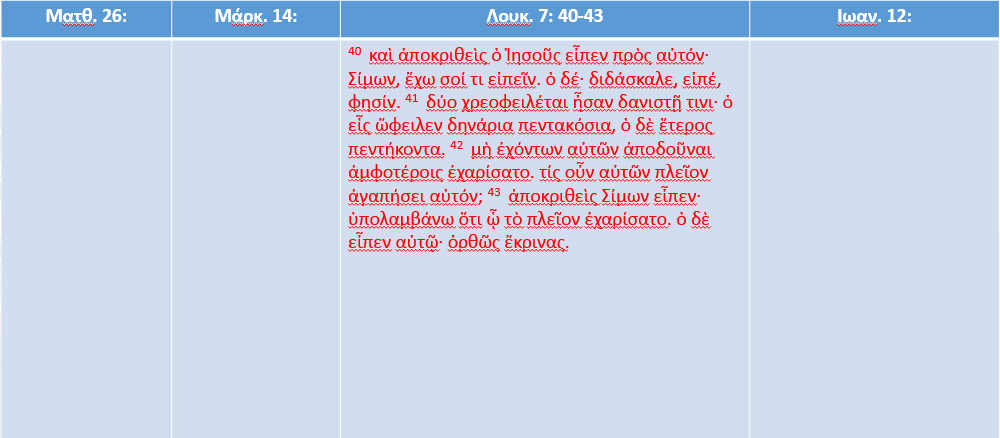 Ματθ. 26:
Μάρκ. 14:
Λουκ. 7: 40-43
Ιωαν. 12:
40 καὶ ἀποκριθεὶς ὁ Ἰησοῦς εἶπεν πρὸς αὐτόν·
Σίμων, ἔχω σοί τι εἰπεῖν. ὁ δέ· διδάσκαλε, εἰπέ,
φησίν. 41 δύο χρεοφειλέται ἦσαν δανιστῇ τινι· ὁ
εἷς ὤφειλεν δηνάρια πεντακόσια, ὁ δὲ ἕτερος
πεντήκοντα. 42 μὴ ἐχόντων αὐτῶν ἀποδοῦναι
ἀμφοτέροις ἐχαρίσατο. τίς οὖν αὐτῶν πλεῖον
ἀγαπήσει αὐτόν; 43 ἀποκριθεὶς Σίμων εἶπεν·
ὑπολαμβάνω ὅτι ᾧ τὸ πλεῖον ἐχαρίσατο. ὁ δὲ
εἶπεν αὐτῷ· ὀρθῶς ἔκρινας.